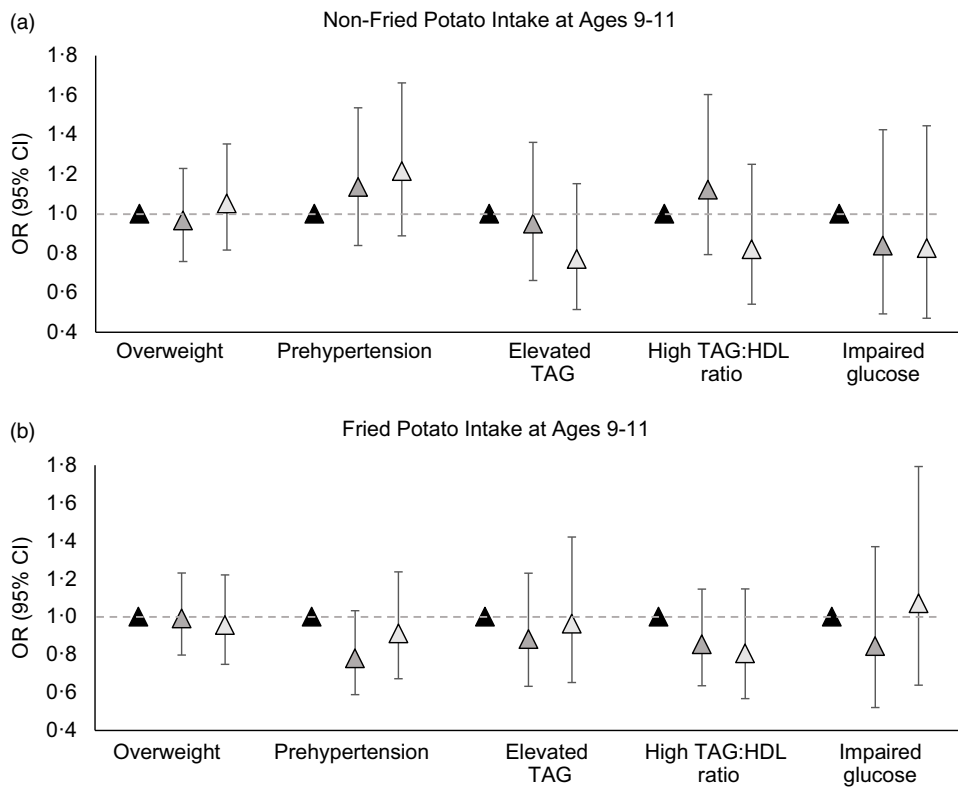 (a)
Non-Fried Potato Intake at Ages 9-11
OR (95% CI)
1·8
1·6
1·4
1·2
1·0
0·8
0·6
0·4
Overweight
Prehypertension
Elevated
TAG
High TAG:HDL
ratio
Impaired
glucose
(b)
Fried Potato Intake at Ages 9-11
OR (95% CI)
1·8
1·6
1·4
1·2
1·0
0·8
0·6
0·4
Overweight
Prehypertension
Elevated
TAG
High TAG:HDL
ratio
Impaired
glucose